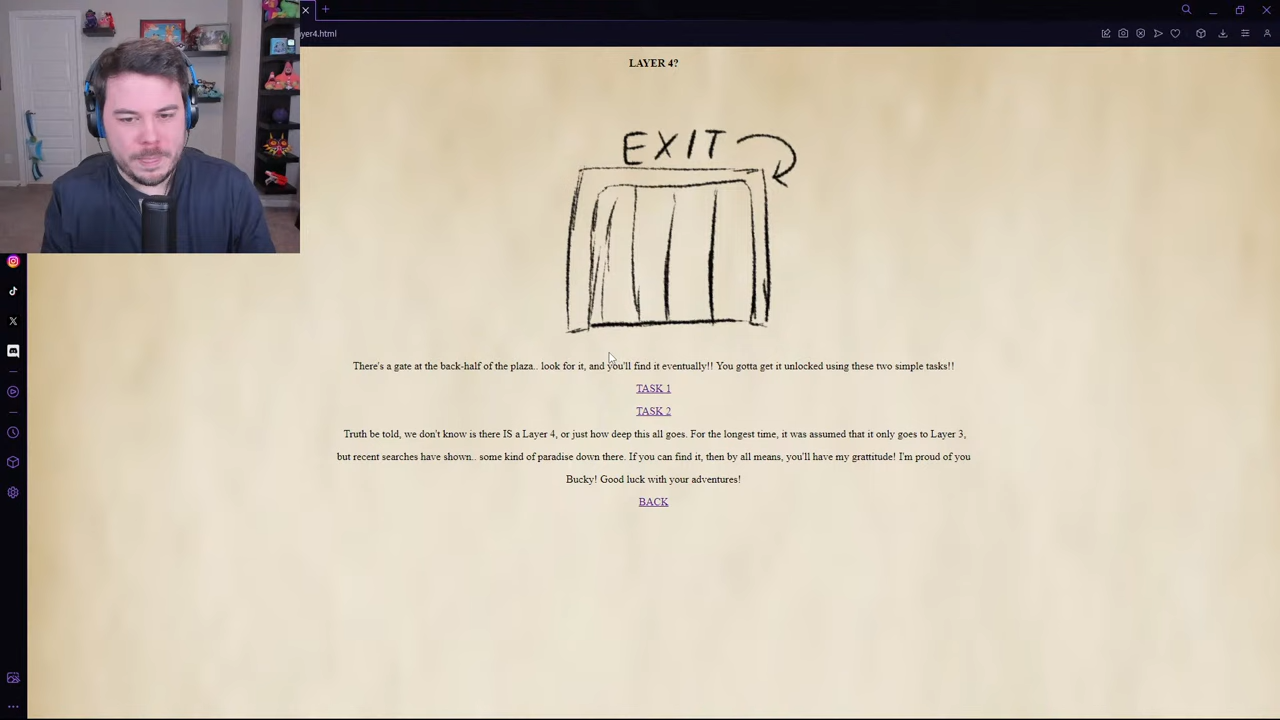 yer4.html
LAYER 4?
EXIT
There's a gate at the back-half of the plaza.. look for it, and you'll find it eventually!! You gotta get it unlocked using these two simple tasks!!
TASK 1
TASK 2
Truth be told, we don't know is there IS a Layer 4, or just how deep this all goes. For the longest time, it was assumed that it only goes to Layer 3,
but recent searches have shown.. some kind of paradise down there. If you can find it, then by all means, you'll have my grattitude! I'm proud of you
Bucky! Good luck with your adventures!
BACK